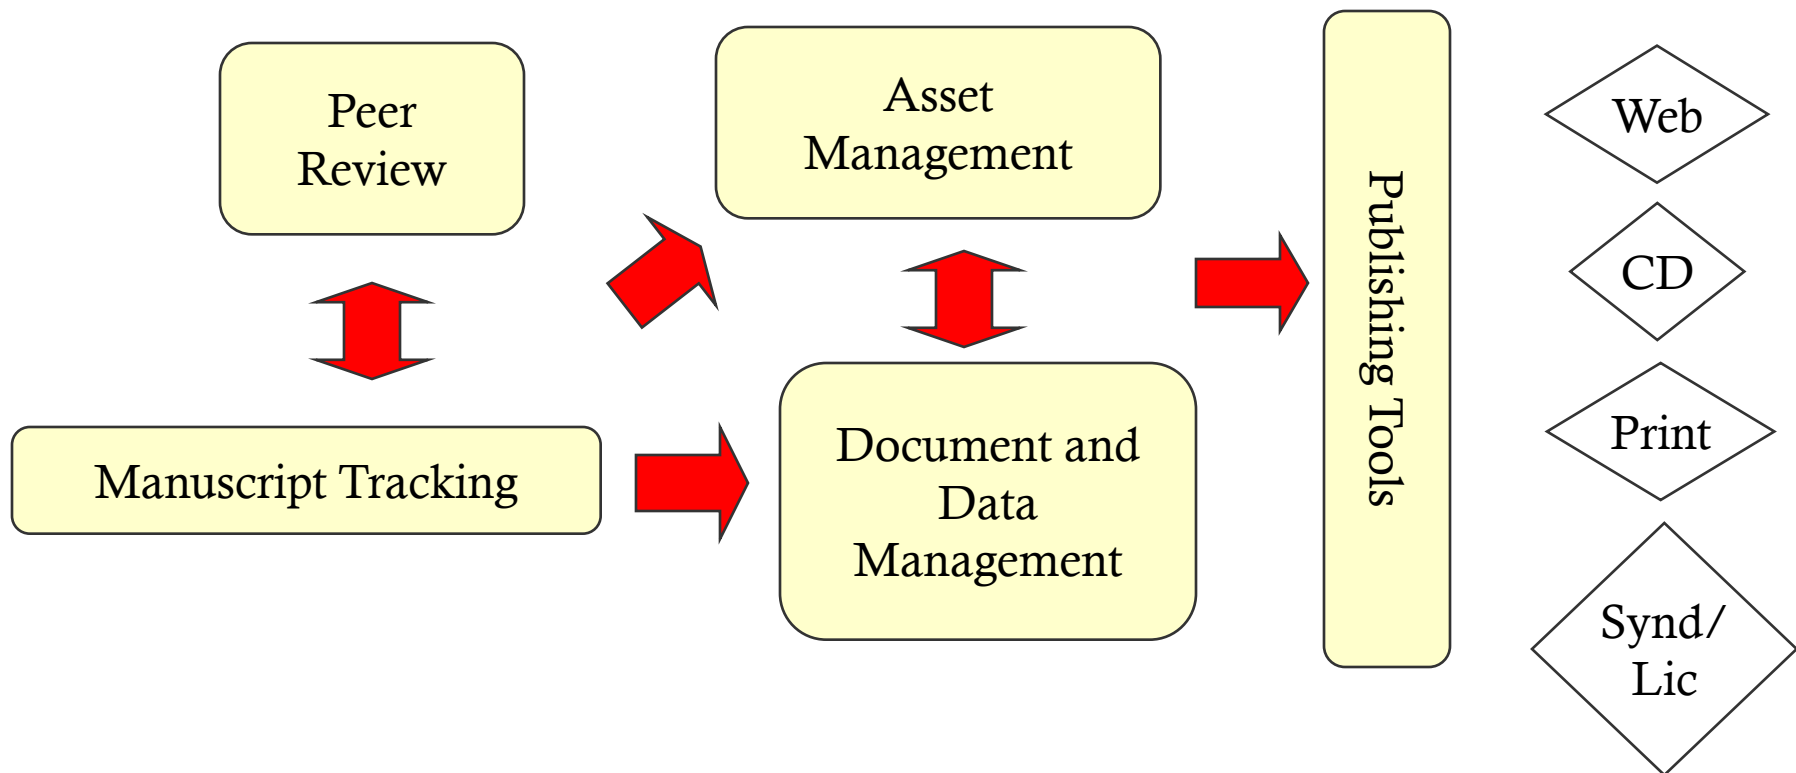 Peer
Review
Asset
Management
Manuscript Tracking
Document and
Data
Management
Publishing Tools
Web
CD
Print
Synd/
Lic